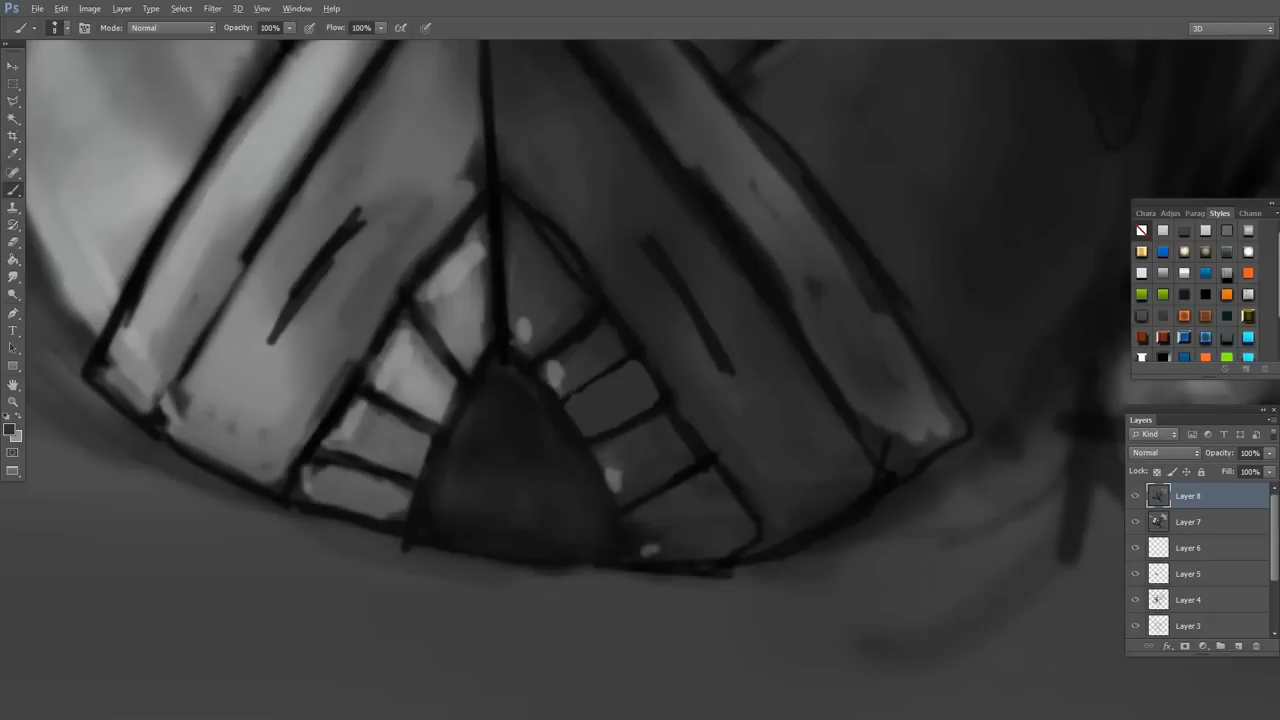 Ps File Edit Image Layer Type Select Filter 3D View Window Help
8 Mode: Normal Opacity: 100% Flow: 100% 3D
Chara Adjus Parag Styles Chann
Layers
Kind
Normal Opacity: 100%
Lock: Fill: 100%
Layer 8
Layer 7
Layer 6
Layer 5
Layer 4
Layer 3